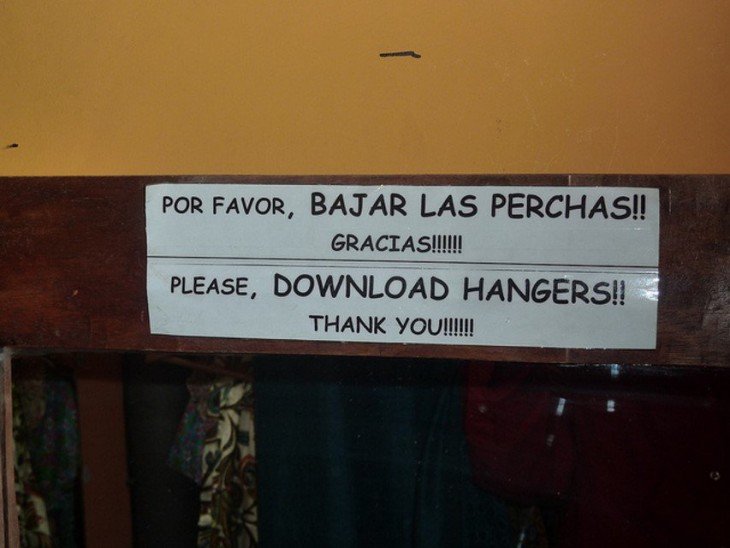 POR FAVOR, BAJAR LAS PERCHAS!!
GRACIAS!!!!!!
PLEASE, DOWNLOAD HANGERS!!
THANK YOU!!!!!!